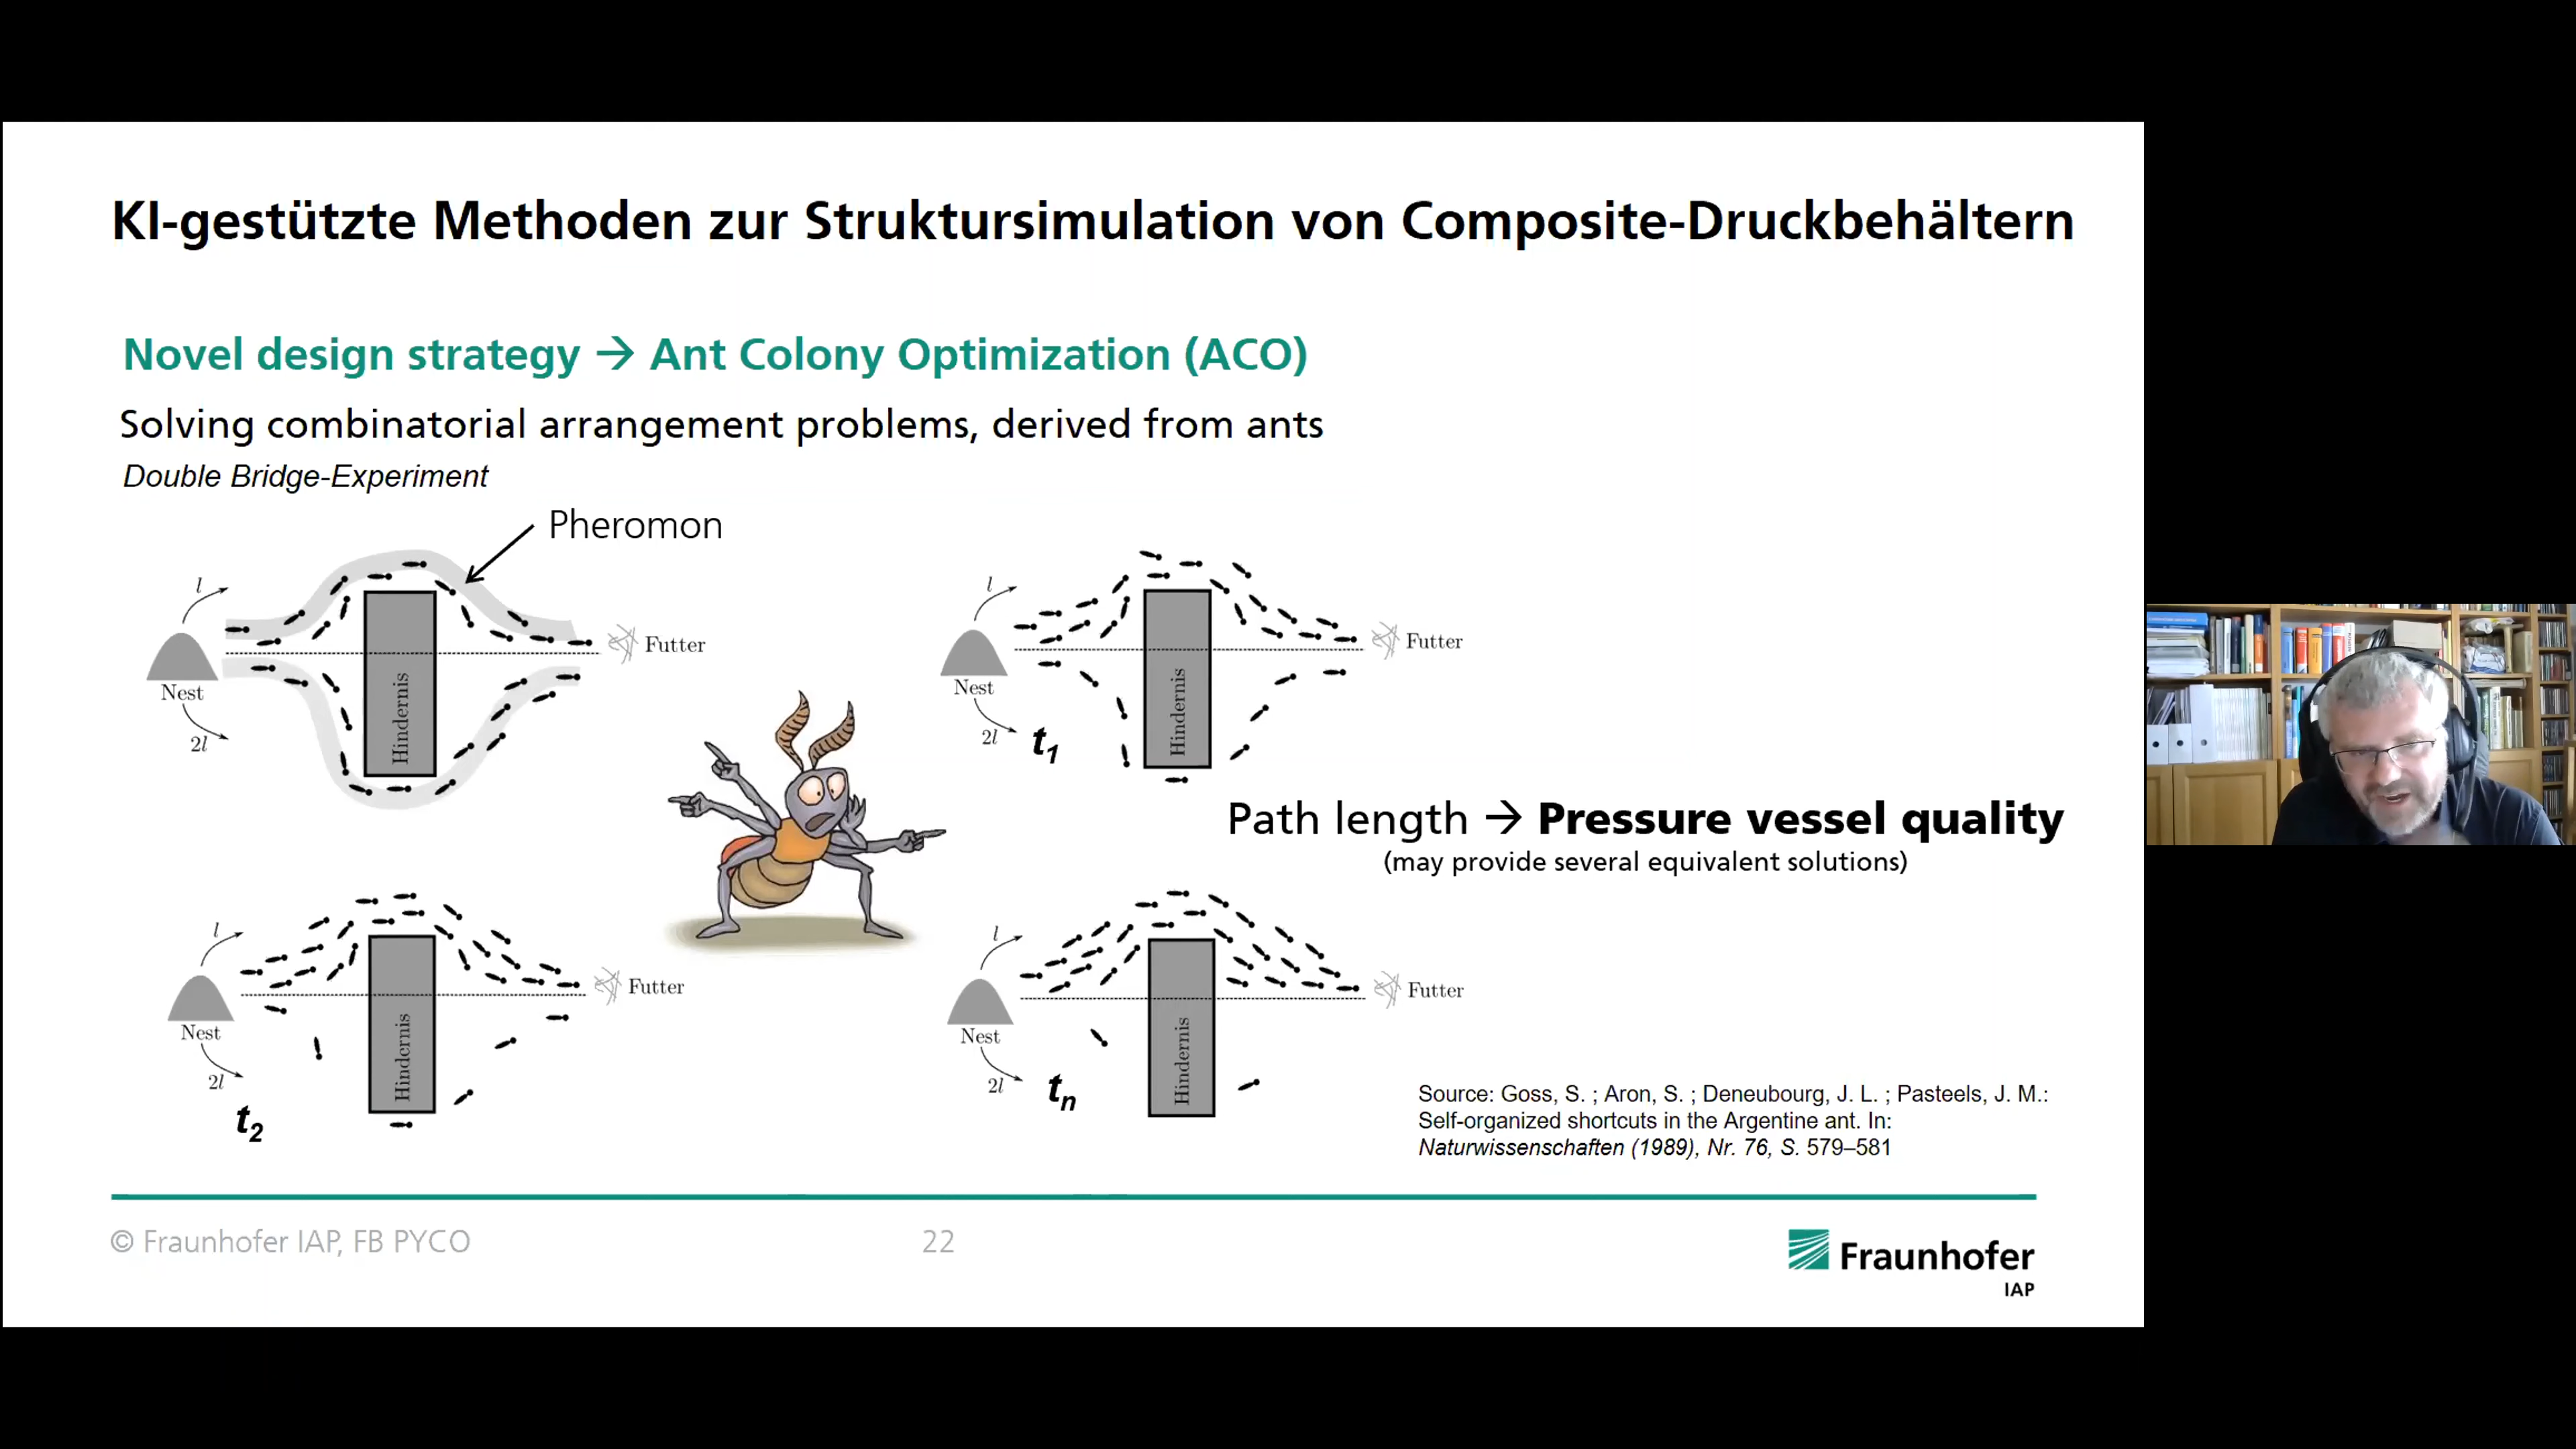 KI-gestützte Methoden zur Struktursimulation von Composite-Druckbehältern
Novel design strategy → Ant Colony Optimization (ACO)
Solving combinatorial arrangement problems, derived from ants
Double Bridge-Experiment
Pheromon
l
Nest
2l
Hindernis
Futter
l
Nest
2l
t1
Hindernis
Futter
Path length → Pressure vessel quality
(may provide several equivalent solutions)
l
Nest
2l
t2
Hindernis
Futter
l
Nest
2l
tn
Hindernis
Futter
Source: Goss, S. ; Aron, S. ; Deneubourg, J. L. ; Pasteels, J. M.:
Self-organized shortcuts in the Argentine ant. In:
Naturwissenschaften (1989), Nr. 76, S. 579–581
© Fraunhofer IAP, FB PYCO
22
Fraunhofer
IAP